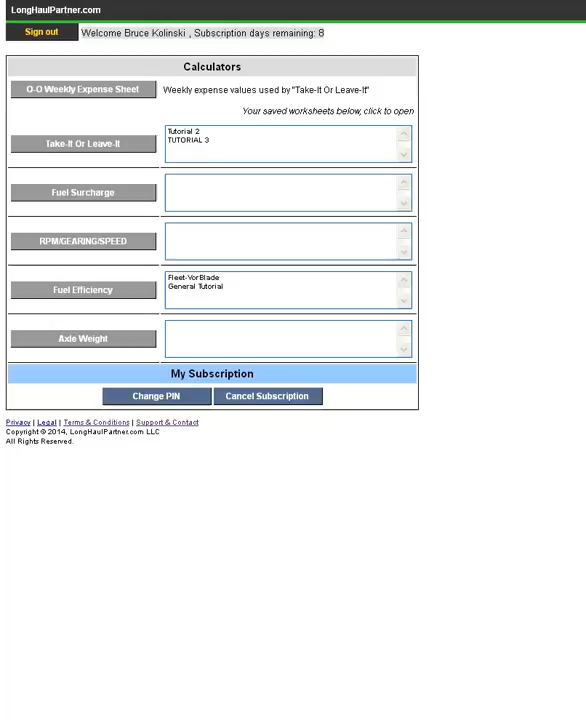 LongHaulPartner.com
Sign out Welcome Bruce Kolinski , Subscription days remaining: 8
Calculators
O-O Weekly Expense Sheet Weekly expense values used by "Take-It Or Leave-It"
Your saved worksheets below, click to open
Take-It Or Leave-It
Tutorial 2
TUTORIAL 3
Fuel Surcharge
RPM/GEARING/SPEED
Fuel Efficiency
Fleet-VorBlade
General Tutorial
Axle Weight
My Subscription
Change PIN Cancel Subscription
Privacy | Legal | Terms & Conditions | Support & Contact
Copyright © 2014, LongHaulPartner.com LLC
All Rights Reserved.